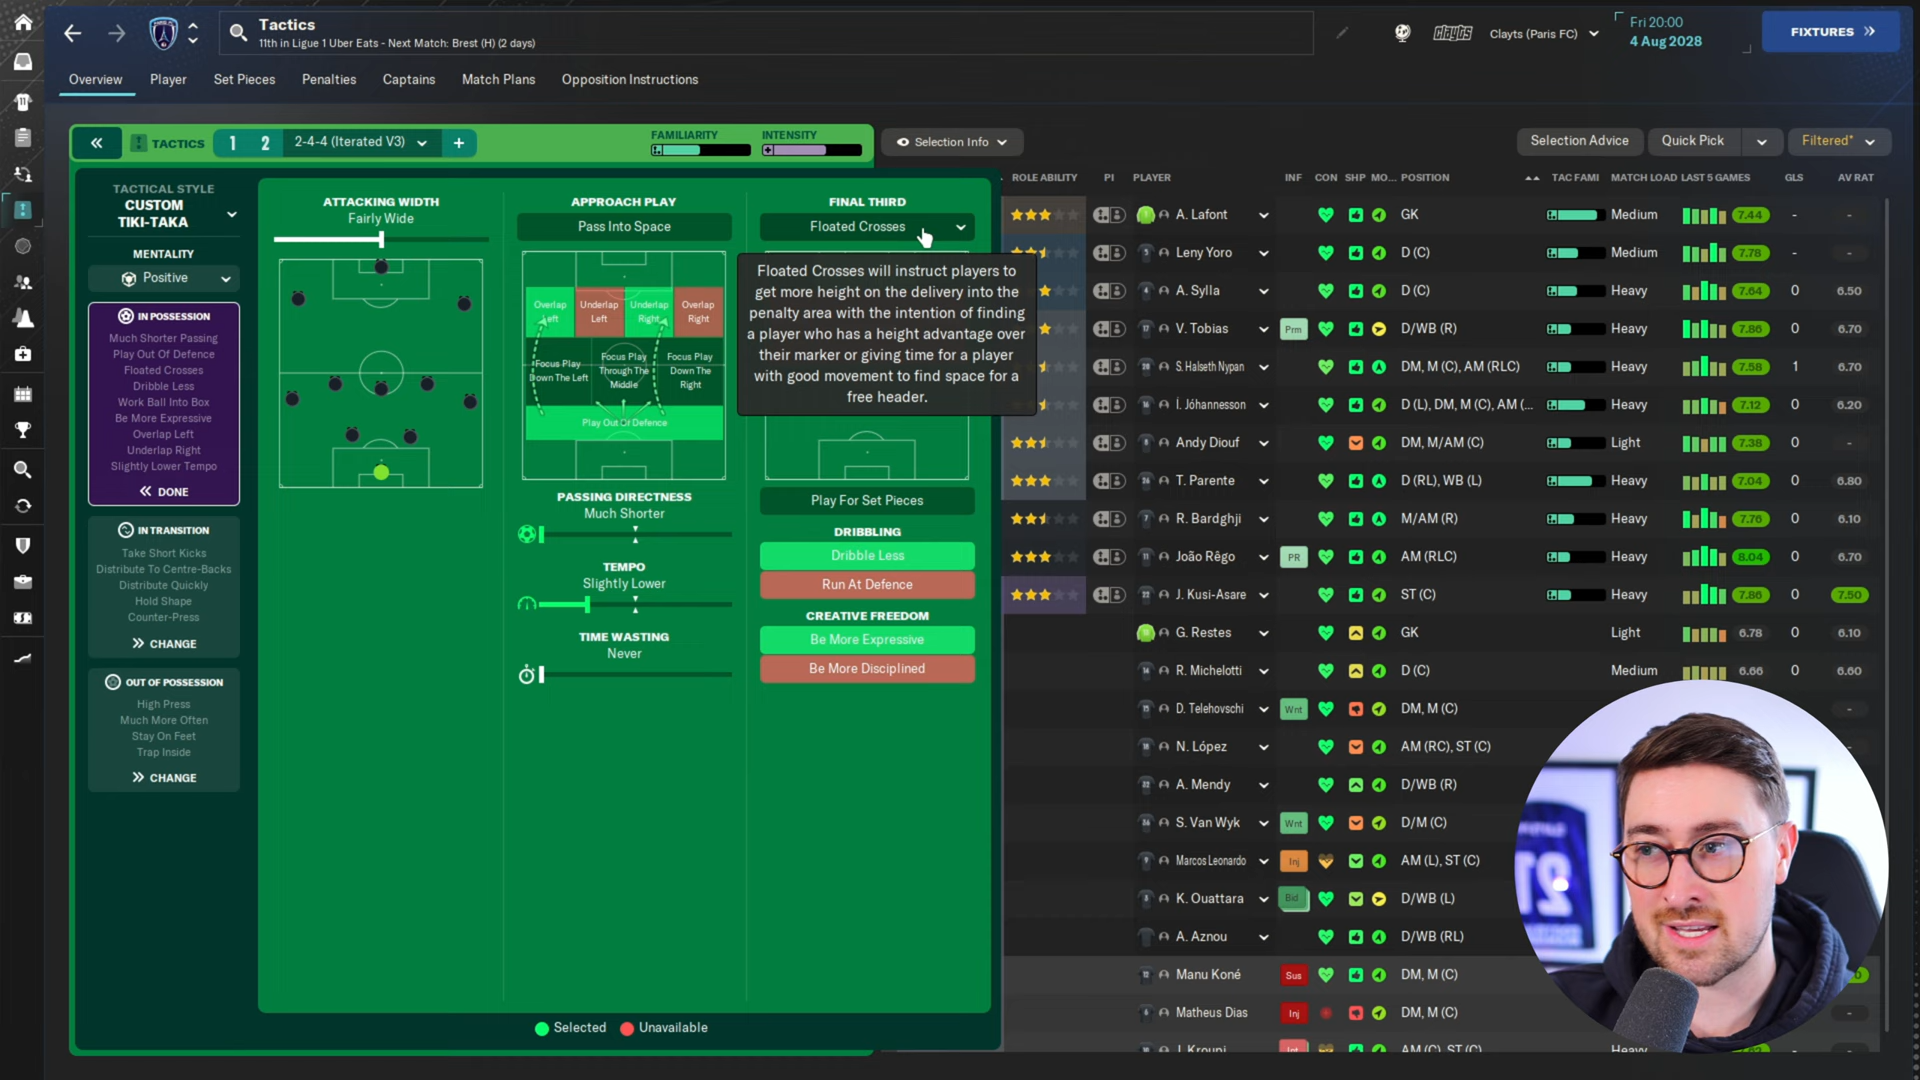 Tactics
11th in Ligue 1 Uber Eats - Next Match: Brest (H) (2 days)
Clayts (Paris FC)
Fri 20:00
4 Aug 2028
FIXTURES
Overview
Player
Set Pieces
Penalties
Captains
Match Plans
Opposition Instructions
TACTICS
1
2
2-4-4 (Iterated V3)
FAMILIARITY
INTENSITY
Selection Info
Selection Advice
Quick Pick
Filtered*
TACTICAL STYLE
CUSTOM
TIKI-TAKA
MENTALITY
Positive
IN POSSESSION
Much Shorter Passing
Play Out Of Defence
Floated Crosses
Dribble Less
Work Ball Into Box
Be More Expressive
Overlap Left
Underlap Right
Slightly Lower Tempo
DONE
IN TRANSITION
Take Short Kicks
Distribute To Centre-Backs
Distribute Quickly
Hold Shape
Counter-Press
CHANGE
OUT OF POSSESSION
High Press
Much More Often
Stay On Feet
Trap Inside
CHANGE
ATTACKING WIDTH
Fairly Wide
APPROACH PLAY
Pass Into Space
Overlap
Left
Underlap
Left
Underlap
Right
Overlap
Right
Focus Play
Down The Left
Focus Play
Through The
Middle
Focus Play
Down The
Right
Play Out Of Defence
PASSING DIRECTNESS
Much Shorter
TEMPO
Slightly Lower
TIME WASTING
Never
FINAL THIRD
Floated Crosses
Floated Crosses will instruct players to
get more height on the delivery into the
penalty area with the intention of finding
a player who has a height advantage over
their marker or giving time for a player
with good movement to find space for a
free header.
Play For Set Pieces
DRIBBLING
Dribble Less
Run At Defence
CREATIVE FREEDOM
Be More Expressive
Be More Disciplined
Selected
Unavailable
ROLE ABILITY PI PLAYER INF CON SHP MO... POSITION TAC FAMI MATCH LOAD LAST 5 GAMES GLS AV RAT
A. Lafont GK Medium 7.44 - -
Leny Yoro D (C) Medium 7.78 - -
A. Sylla D (C) Heavy 7.64 0 6.50
V. Tobias Prm D/WB (R) Heavy 7.86 0 6.70
S. Halseth Nypan DM, M (C), AM (RLC) Heavy 7.58 1 6.70
Í. Jóhannesson D (L), DM, M (C), AM (... Heavy 7.12 0 6.20
Andy Diouf DM, M/AM (C) Light 7.38 0 -
T. Parente D (RL), WB (L) Heavy 7.04 0 6.80
R. Bardghji M/AM (R) Heavy 7.76 0 6.10
João Rêgo PR AM (RLC) Heavy 8.04 0 6.70
J. Kusi-Asare ST (C) Heavy 7.86 0 7.50
G. Restes GK Light 6.78 0 6.10
R. Michelotti D (C) Medium 6.66 0 6.60
D. Telehovschi Wnt DM, M (C) -
N. López AM (RC), ST (C)
A. Mendy D/WB (R)
S. Van Wyk Wnt D/M (C)
Marcos Leonardo Inj AM (L), ST (C)
K. Ouattara Bid D/WB (L)
A. Aznou D/WB (RL)
Manu Koné Sus DM, M (C)
Matheus Dias Inj DM, M (C) -
J. Kroupi Int AM (C), ST (C) Heavy